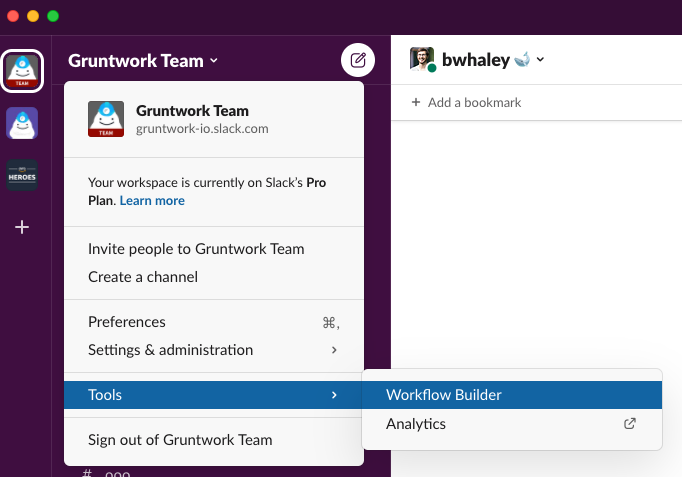 Gruntwork Team
bwhaley
+ Add a bookmark
TEAM
HEROES
TEAM
Gruntwork Team
gruntwork-io.slack.com
Your workspace is currently on Slack's Pro
Plan. Learn more
Invite people to Gruntwork Team
Create a channel
Preferences ⌘,
Settings & administration
Tools
Workflow Builder
Analytics
Sign out of Gruntwork Team